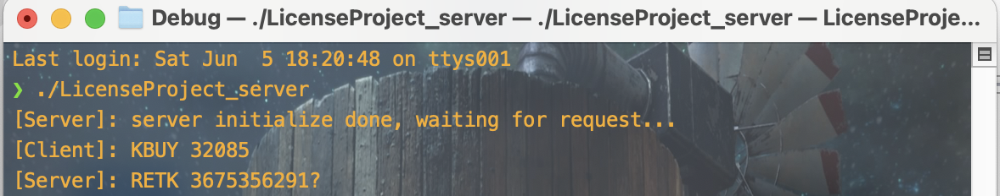 Debug — ./LicenseProject_server — ./LicenseProject_server — LicenseProje...
Last login: Sat Jun  5 18:20:48 on ttys001
❯ ./LicenseProject_server
[Server]: server initialize done, waiting for request...
[Client]: KBUY 32085
[Server]: RETK 3675356291?